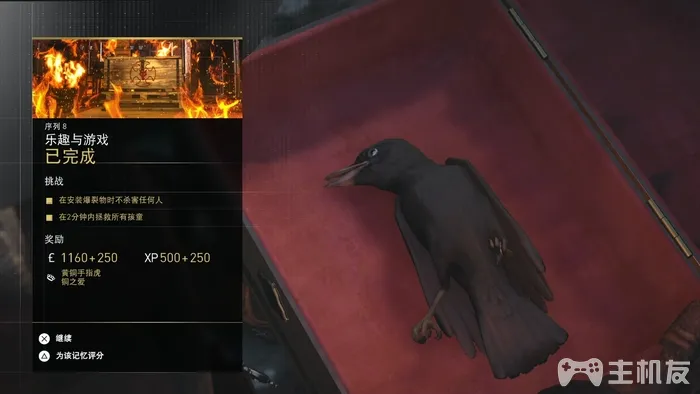 序列 8
乐趣与游戏
已完成
挑战
在安装爆裂物时不杀害任何人
在2分钟内拯救所有孩童
奖励
£ 1160+250 XP 500+250
黄铜手指虎
铜之爱
继续
为该记忆评分
主机友